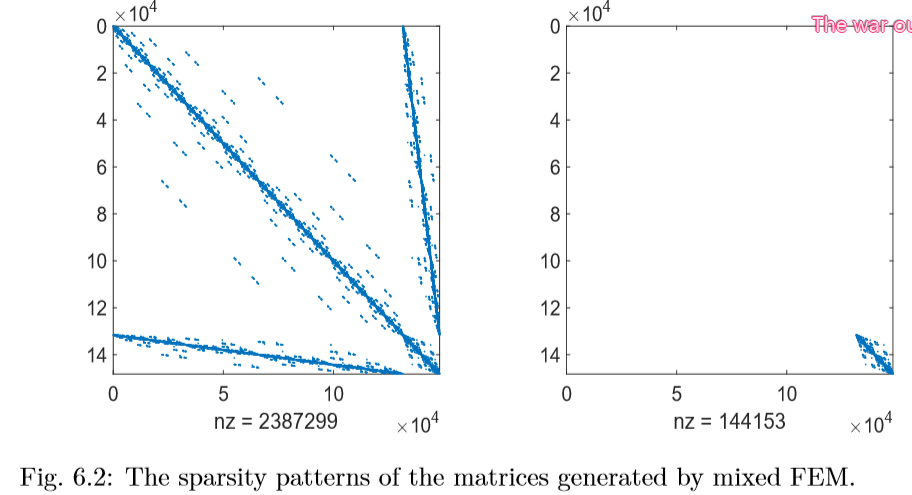 ×10⁴ ×10⁴
The war
0 0
2 2
4 4
6 6
8 8
10 10
12 12
14 14
0 5 10 0 5 10
nz = 2387299 ×10⁴ nz = 144153 ×10⁴
Fig. 6.2: The sparsity patterns of the matrices generated by mixed FEM.